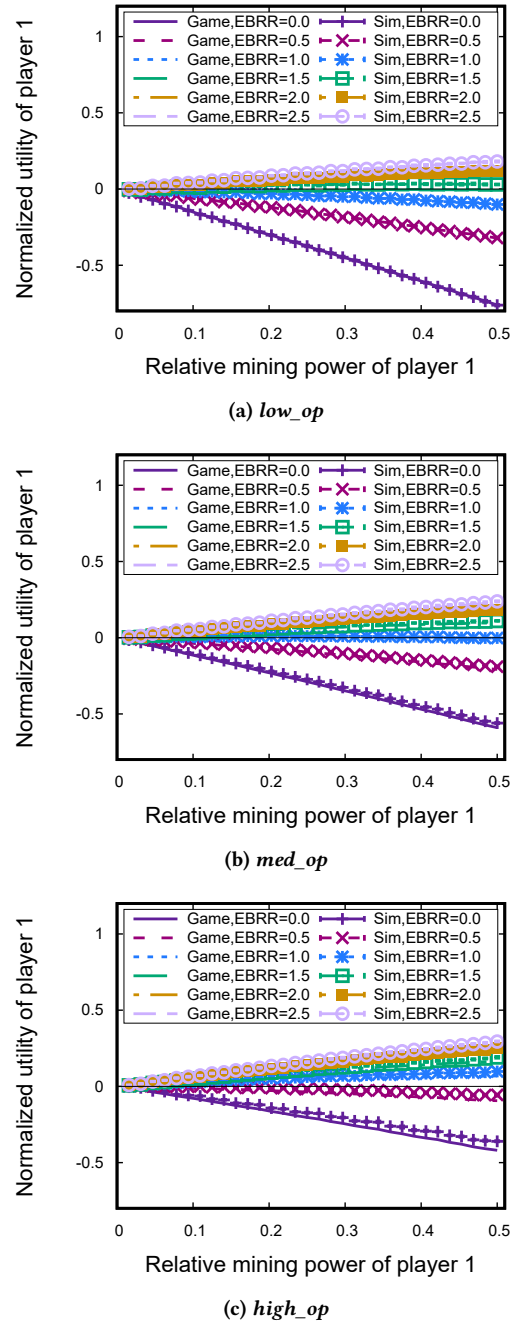 Normalized utility of player 1
1
0.5
0
-0.5
Game,EBRR=0.0 Sim,EBRR=0.0
Game,EBRR=0.5 Sim,EBRR=0.5
Game,EBRR=1.0 Sim,EBRR=1.0
Game,EBRR=1.5 Sim,EBRR=1.5
Game,EBRR=2.0 Sim,EBRR=2.0
Game,EBRR=2.5 Sim,EBRR=2.5
0 0.1 0.2 0.3 0.4 0.5
Relative mining power of player 1
(a) low_op
Normalized utility of player 1
1
0.5
0
-0.5
Game,EBRR=0.0 Sim,EBRR=0.0
Game,EBRR=0.5 Sim,EBRR=0.5
Game,EBRR=1.0 Sim,EBRR=1.0
Game,EBRR=1.5 Sim,EBRR=1.5
Game,EBRR=2.0 Sim,EBRR=2.0
Game,EBRR=2.5 Sim,EBRR=2.5
0 0.1 0.2 0.3 0.4 0.5
Relative mining power of player 1
(b) med_op
Normalized utility of player 1
1
0.5
0
-0.5
Game,EBRR=0.0 Sim,EBRR=0.0
Game,EBRR=0.5 Sim,EBRR=0.5
Game,EBRR=1.0 Sim,EBRR=1.0
Game,EBRR=1.5 Sim,EBRR=1.5
Game,EBRR=2.0 Sim,EBRR=2.0
Game,EBRR=2.5 Sim,EBRR=2.5
0 0.1 0.2 0.3 0.4 0.5
Relative mining power of player 1
(c) high_op